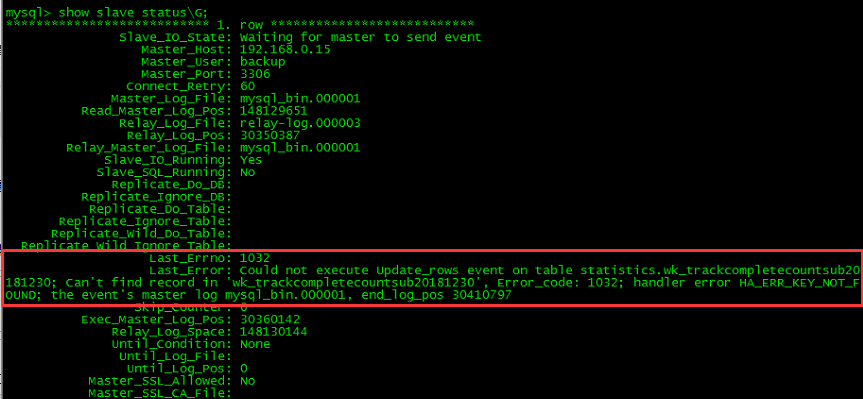 mysql> show slave status\G;
*************************** 1. row ***************************
Slave_IO_State: Waiting for master to send event
Master_Host: 192.168.0.15
Master_User: backup
Master_Port: 3306
Connect_Retry: 60
Master_Log_File: mysql_bin.000001
Read_Master_Log_Pos: 148129651
Relay_Log_File: relay-log.000003
Relay_Log_Pos: 30350387
Relay_Master_Log_File: mysql_bin.000001
Slave_IO_Running: Yes
Slave_SQL_Running: No
Replicate_Do_DB:
Replicate_Ignore_DB:
Replicate_Do_Table:
Replicate_Ignore_Table:
Replicate_Wild_Do_Table:
Replicate_Wild_Ignore_Table:
Last_Errno: 1032
Last_Error: Could not execute Update_rows event on table statistics.wk_trackcompletecountsub20
181230; Can't find record in 'wk_trackcompletecountsub20181230', Error_code: 1032; handler error HA_ERR_KEY_NOT_F
OUND; the event's master log mysql_bin.000001, end_log_pos 30410797
Skip_Counter: 0
Exec_Master_Log_Pos: 30360142
Relay_Log_Space: 148130144
Until_Condition: None
Until_Log_File:
Until_Log_Pos: 0
Master_SSL_Allowed: No
Master_SSL_CA_File: